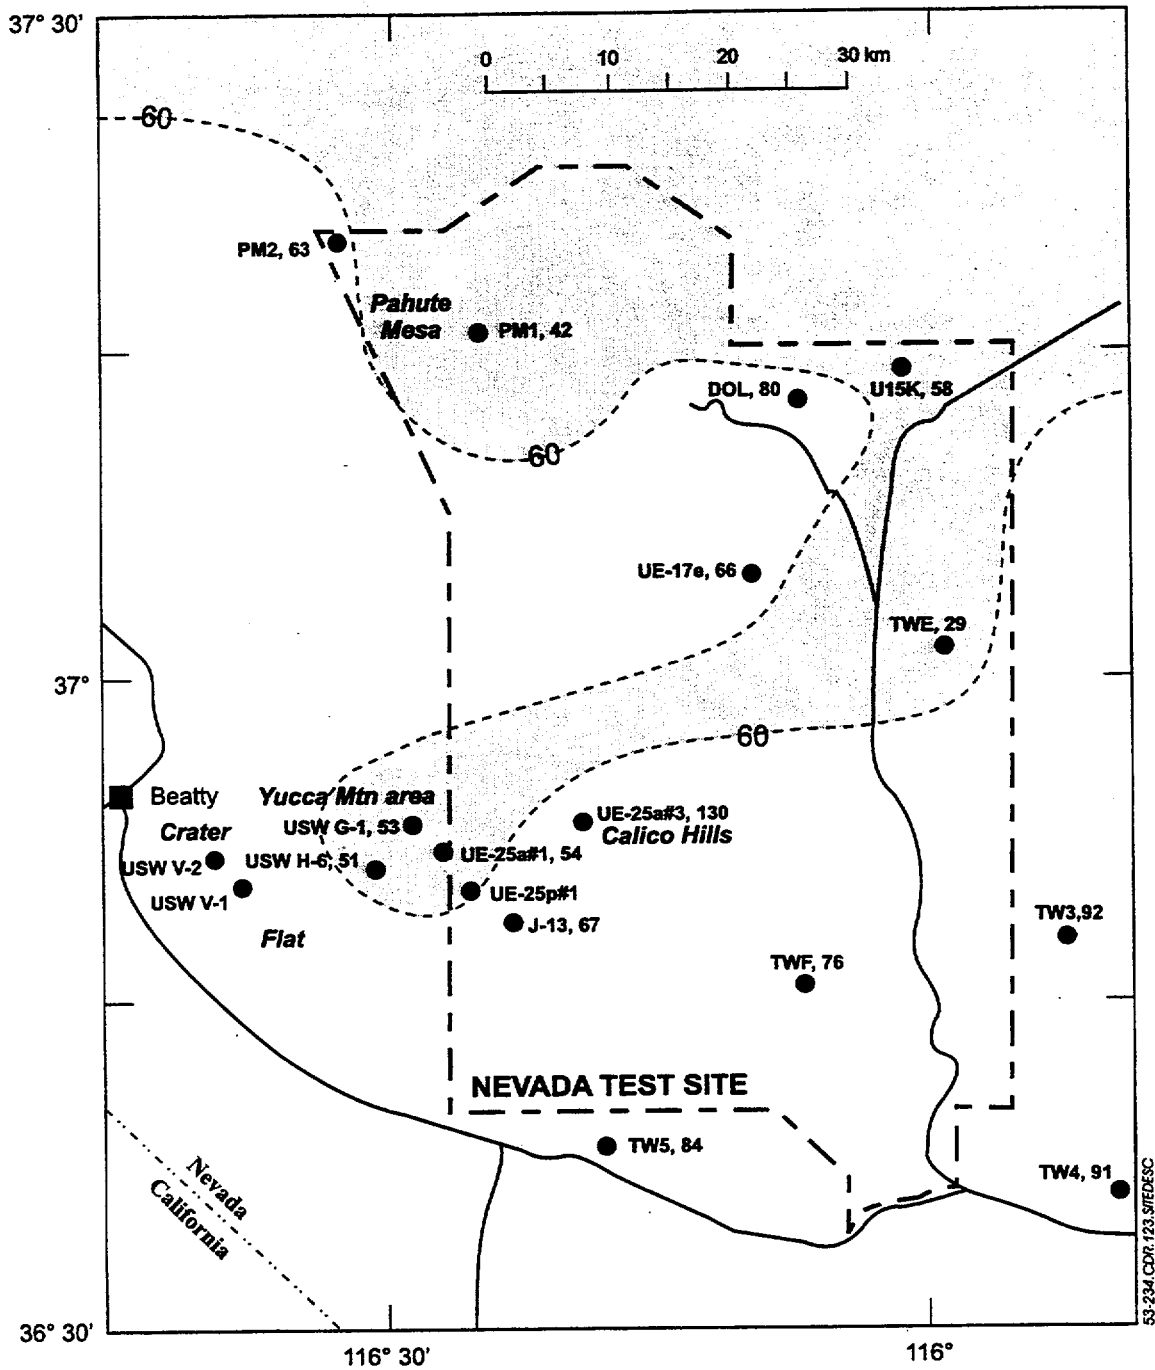 37° 30'
0 10 20 30 km
60
PM2, 63
Pahute
Mesa
PM1, 42
DOL, 80
U15K, 58
60
UE-17e, 66
TWE, 29
37°
60
Beatty
Yucca Mtn area
Crater
USW G-1, 53
UE-25a#3, 130
Calico Hills
USW V-2
USW H-6, 51
UE-25a#1, 54
USW V-1
UE-25p#1
J-13, 67
Flat
TW3,92
TWF, 76
NEVADA TEST SITE
TW5, 84
TW4, 91
Nevada
California
36° 30'
116° 30'
116°
53-234.CDR.123.SITEDESC